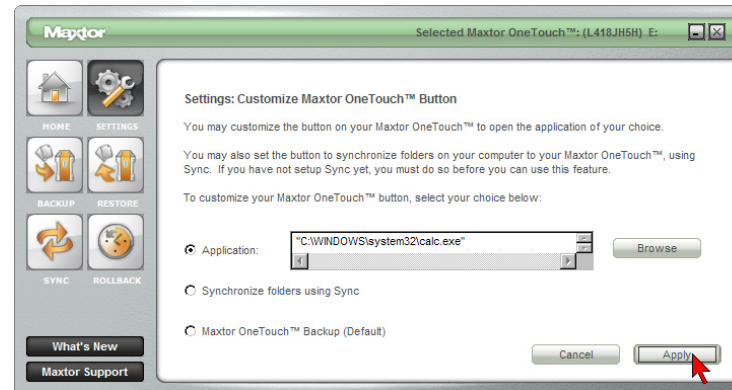 Maxtor
Selected Maxtor OneTouch™: (L418JH5H) E:
HOME
SETTINGS
BACKUP
RESTORE
SYNC
ROLLBACK
What's New
Maxtor Support
Settings: Customize Maxtor OneTouch™ Button
You may customize the button on your Maxtor OneTouch™ to open the application of your choice.
You may also set the button to synchronize folders on your computer to your Maxtor OneTouch™, using
Sync. If you have not setup Sync yet, you must do so before you can use this feature.
To customize your Maxtor OneTouch™ button, select your choice below:
Application:
"C:\WINDOWS\system32\calc.exe"
Browse
Synchronize folders using Sync
Maxtor OneTouch™ Backup (Default)
Cancel
Apply